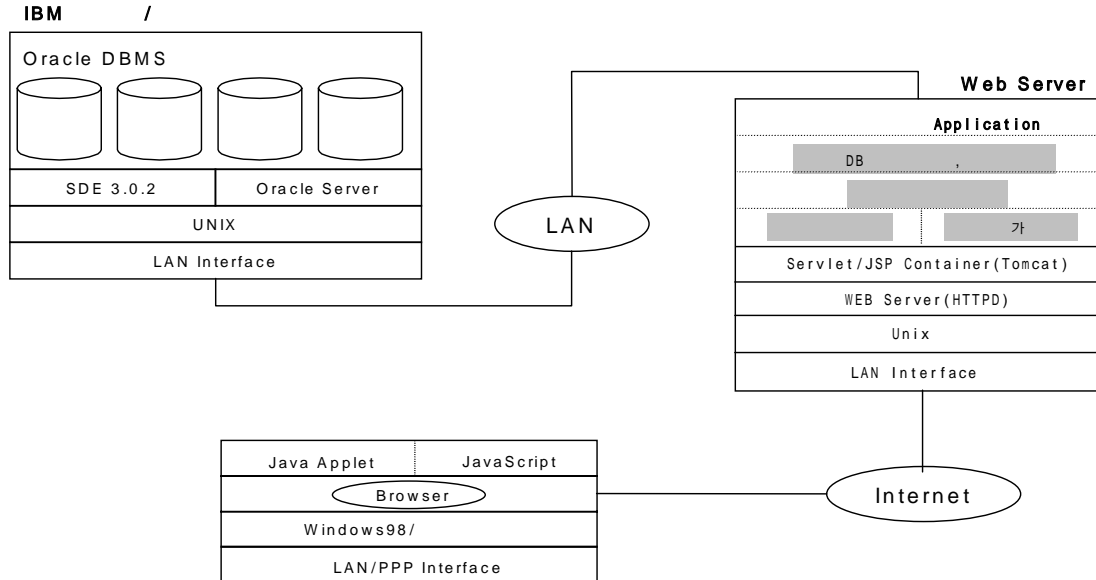 IBM /
Oracle DBMS
SDE 3.0.2 Oracle Server
UNIX
LAN Interface
LAN
Web Server
Application
DB ,
가
Servlet/JSP Container(Tomcat)
WEB Server(HTTPD)
Unix
LAN Interface
Internet
Java Applet JavaScript
Browser
Windows98/
LAN/PPP Interface